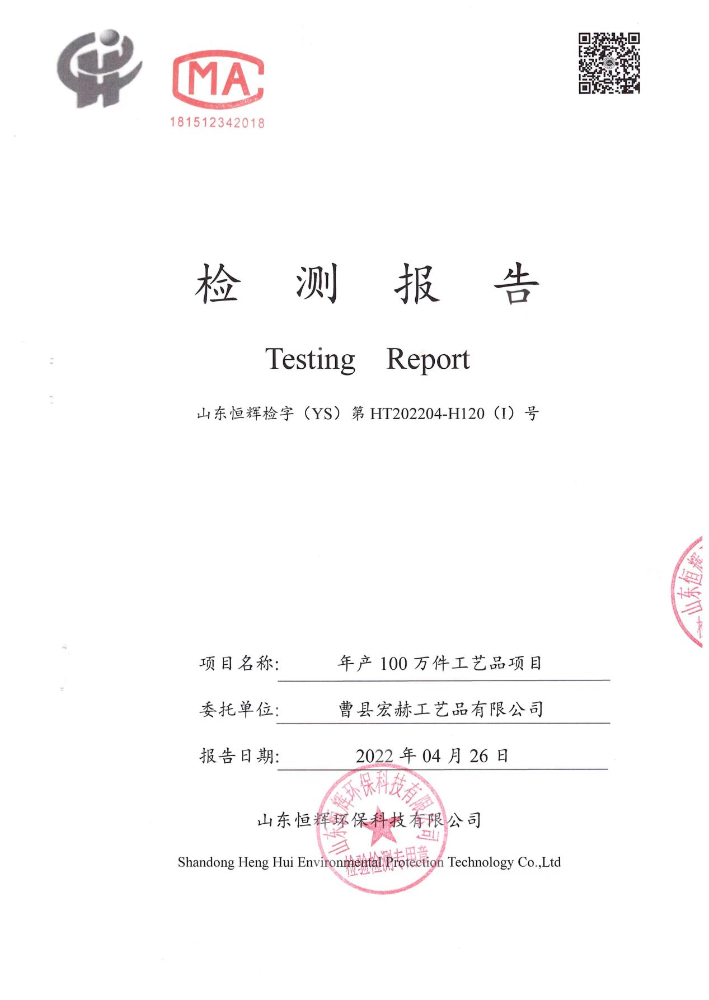 MA
181512342018
检 测 报 告
Testing Report
山东恒辉检字（YS）第 HT202204-H120（I）号
山东恒辉
项目名称: 年产 100 万件工艺品项目
委托单位: 曹县宏赫工艺品有限公司
报告日期: 2022 年 04 月 26 日
山东恒辉环保科技有限公司
山东恒辉环保科技有限公司
检验检测专用章
Shandong Heng Hui Environmental Protection Technology Co.,Ltd